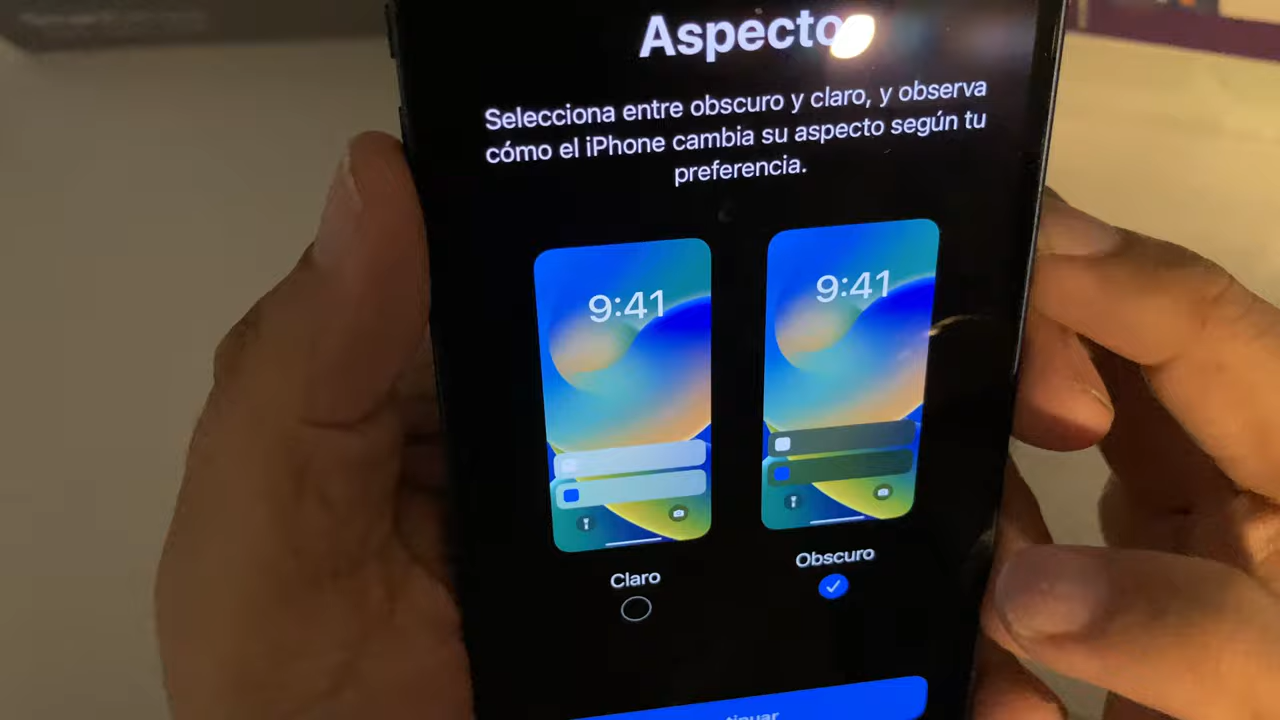 Aspecto
Selecciona entre obscuro y claro, y observa
cómo el iPhone cambia su aspecto según tu
preferencia.
9:41
9:41
Claro
Obscuro